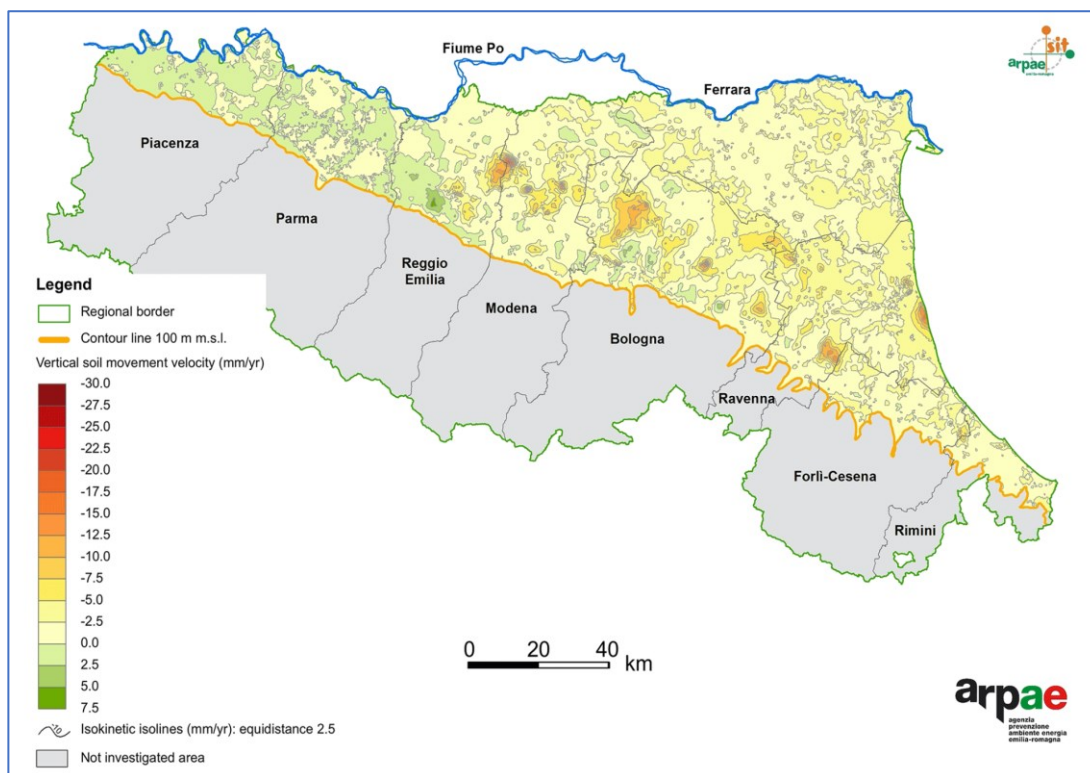 Fiume Po
Ferrara
Piacenza
Parma
Reggio
Emilia
Modena
Bologna
Ravenna
Forlì-Cesena
Rimini
sit
arpae
emilia-romagna
Legend
Regional border
Contour line 100 m m.s.l.
Vertical soil movement velocity (mm/yr)
-30.0
-27.5
-25.0
-22.5
-20.0
-17.5
-15.0
-12.5
-10.0
-7.5
-5.0
-2.5
0.0
2.5
5.0
7.5
Isokinetic isolines (mm/yr): equidistance 2.5
Not investigated area
0 20 40
km
arpae
agenzia
prevenzione
ambiente energia
emilia-romagna